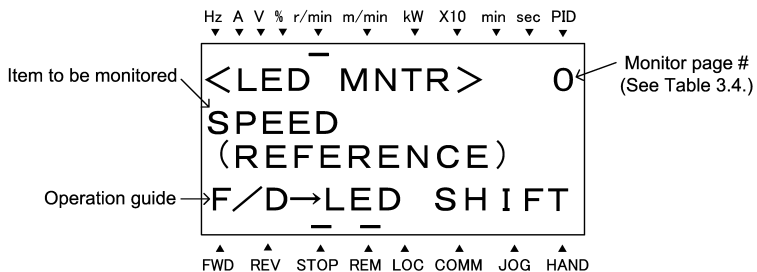 Hz A V % r/min m/min kW X10 min sec PID
<LED MNTR> 0
Monitor page #
(See Table 3.4.)
Item to be monitored
SPEED
(REFERENCE)
Operation guide
F/D→LED SHIFT
FWD REV STOP REM LOC COMM JOG HAND